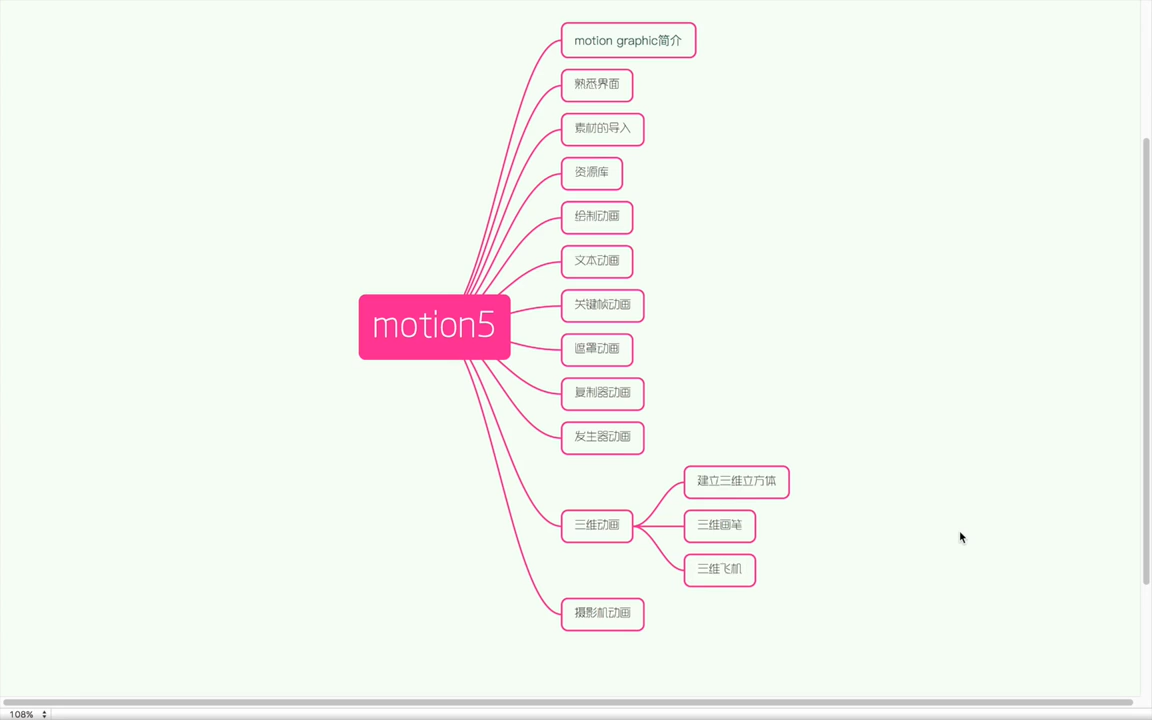 motion graphic简介
熟悉界面
素材的导入
资源库
绘制动画
文本动画
关键帧动画
motion5
遮罩动画
复制器动画
发生器动画
建立三维立方体
三维动画
三维画笔
三维飞机
摄影机动画
108%